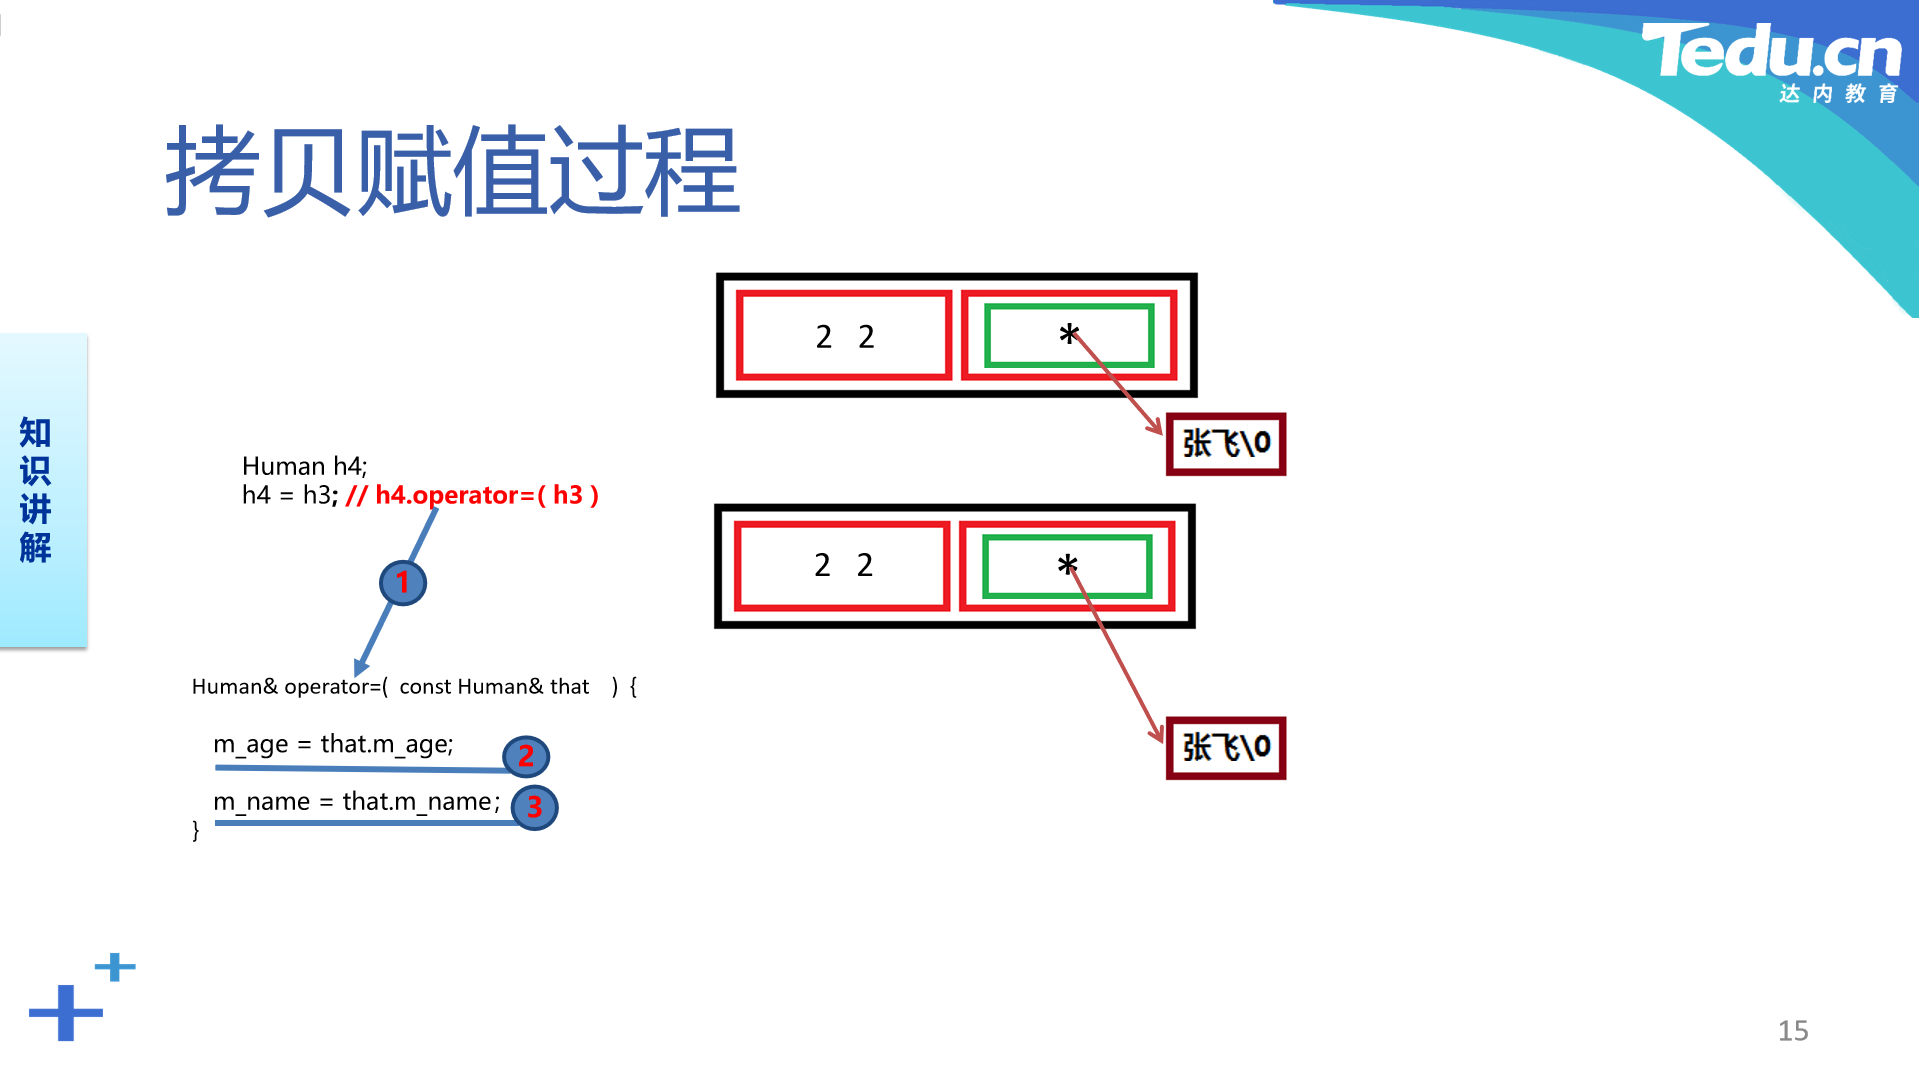 Tedu.cn
达内教育
拷贝赋值过程
知
识
讲
解
2 2
*
张飞\0
Human h4;
h4 = h3; // h4.operator=( h3 )
1
2 2
*
张飞\0
Human& operator=( const Human& that ) {
m_age = that.m_age;
2
m_name = that.m_name;
3
}
15